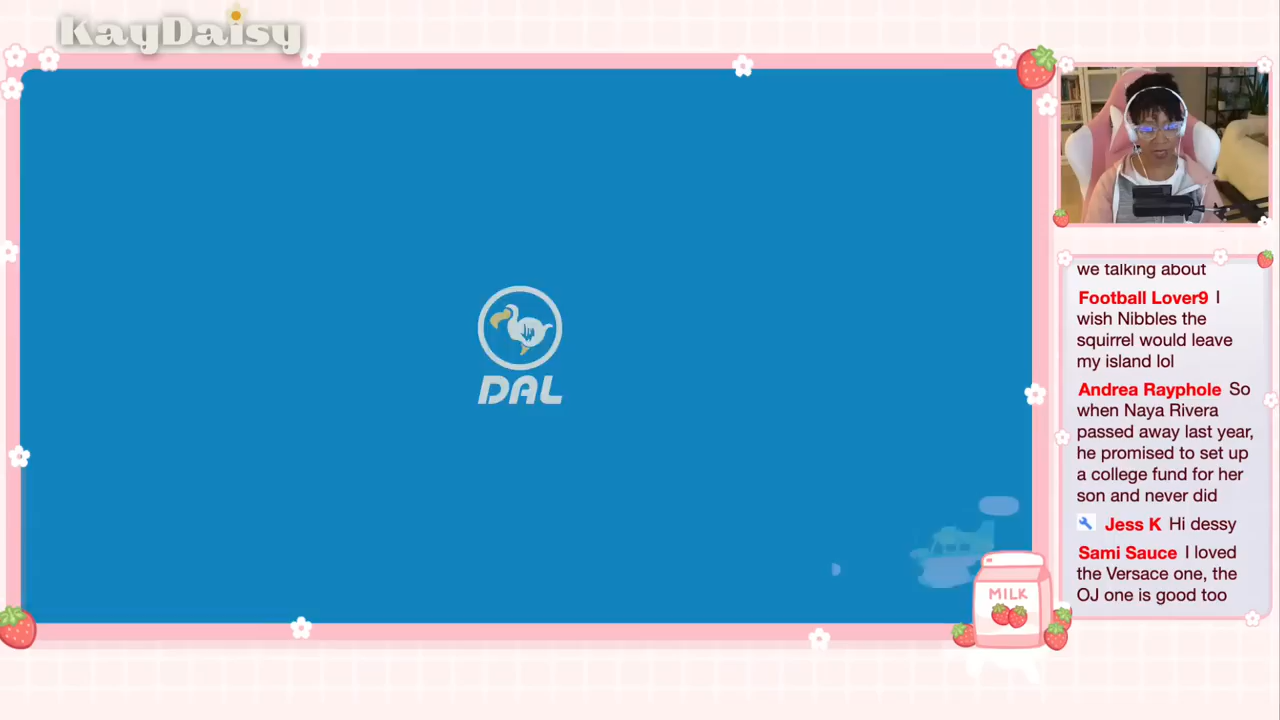 KayDaisy
DAL
MILK
we talking about
Football Lover9 I
wish Nibbles the
squirrel would leave
my island lol
Andrea Rayphole So
when Naya Rivera
passed away last year,
he promised to set up
a college fund for her
son and never did
Jess K Hi dessy
Sami Sauce I loved
the Versace one, the
OJ one is good too